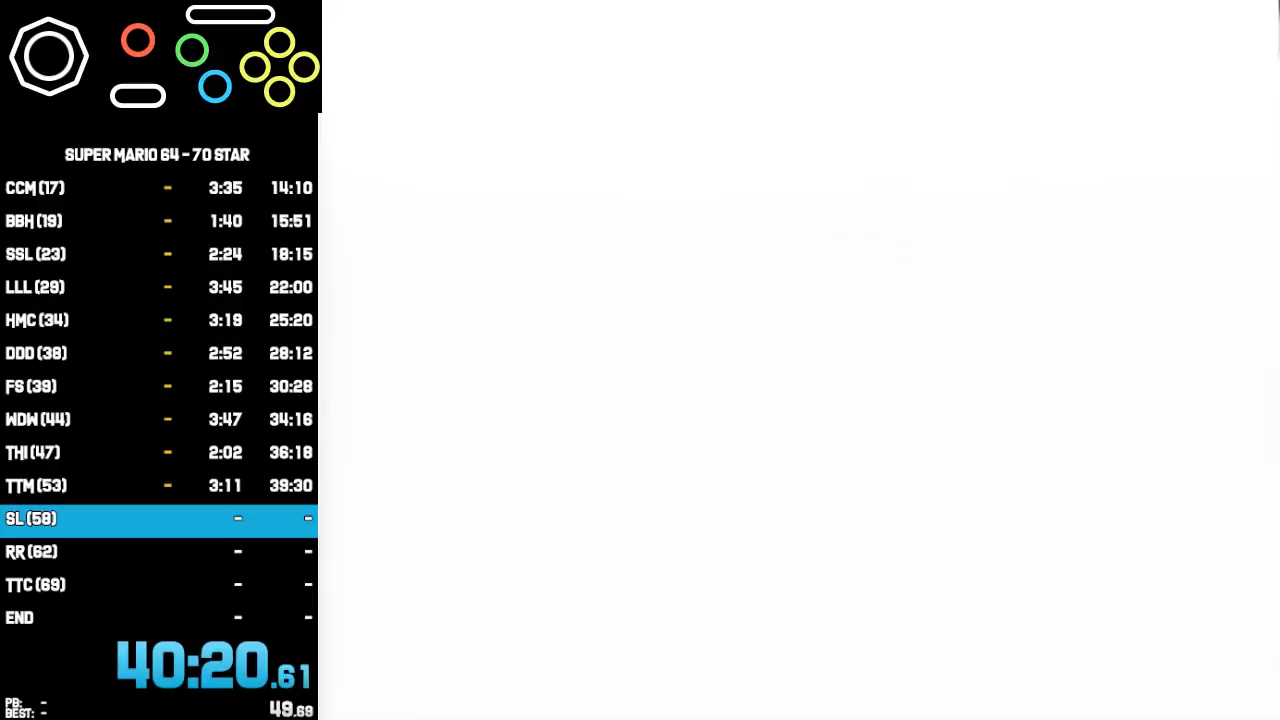 SUPER MARIO 64 - 70 STAR
CCM (17) - 3:35 14:10
BBH (19) - 1:40 15:51
SSL (23) - 2:24 18:15
LLL (29) - 3:45 22:00
HMC (34) - 3:19 25:20
DDD (38) - 2:52 28:12
FS (39) - 2:15 30:28
WDW (44) - 3:47 34:16
THI (47) - 2:02 36:18
TTM (53) - 3:11 39:30
SL (58) - -
RR (62) - -
TTC (69) - -
END - -
40:20.61
PB: -
BEST: - 49.69